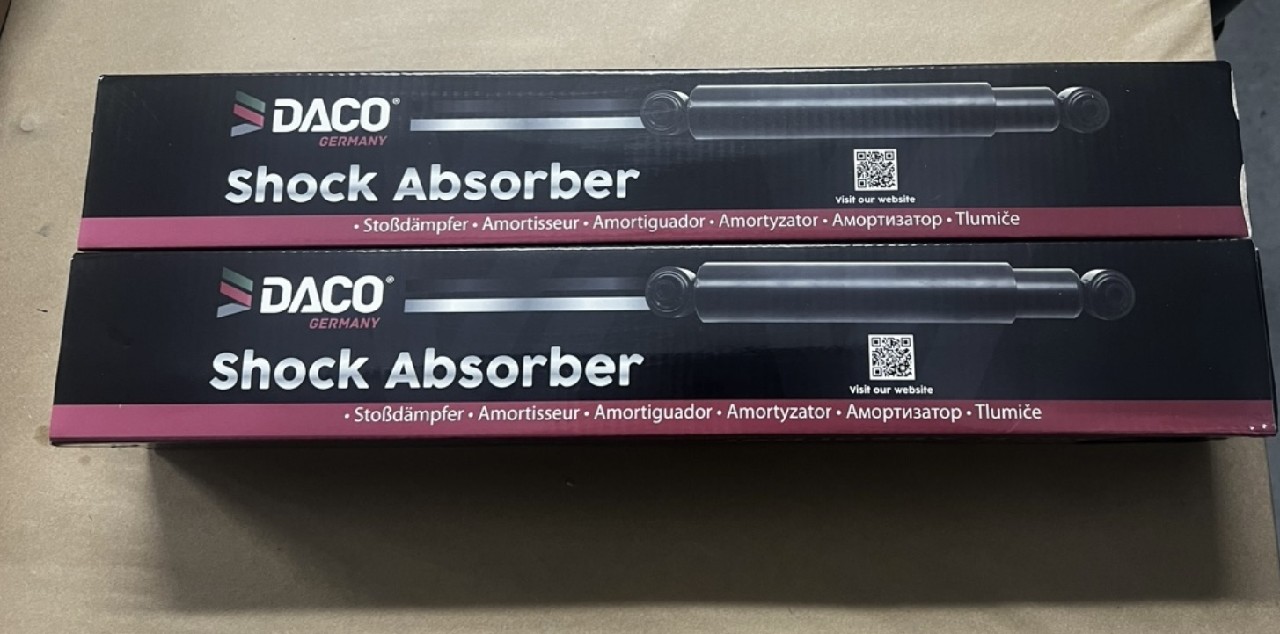 DACO®
GERMANY
Shock Absorber
Visit our website
• Stoßdämpfer • Amortisseur • Amortiguador • Amortyzator • Амортизатор • Tlumiče
DACO®
GERMANY
Shock Absorber
Visit our website
• Stoßdämpfer • Amortisseur • Amortiguador • Amortyzator • Амортизатор • Tlumiče